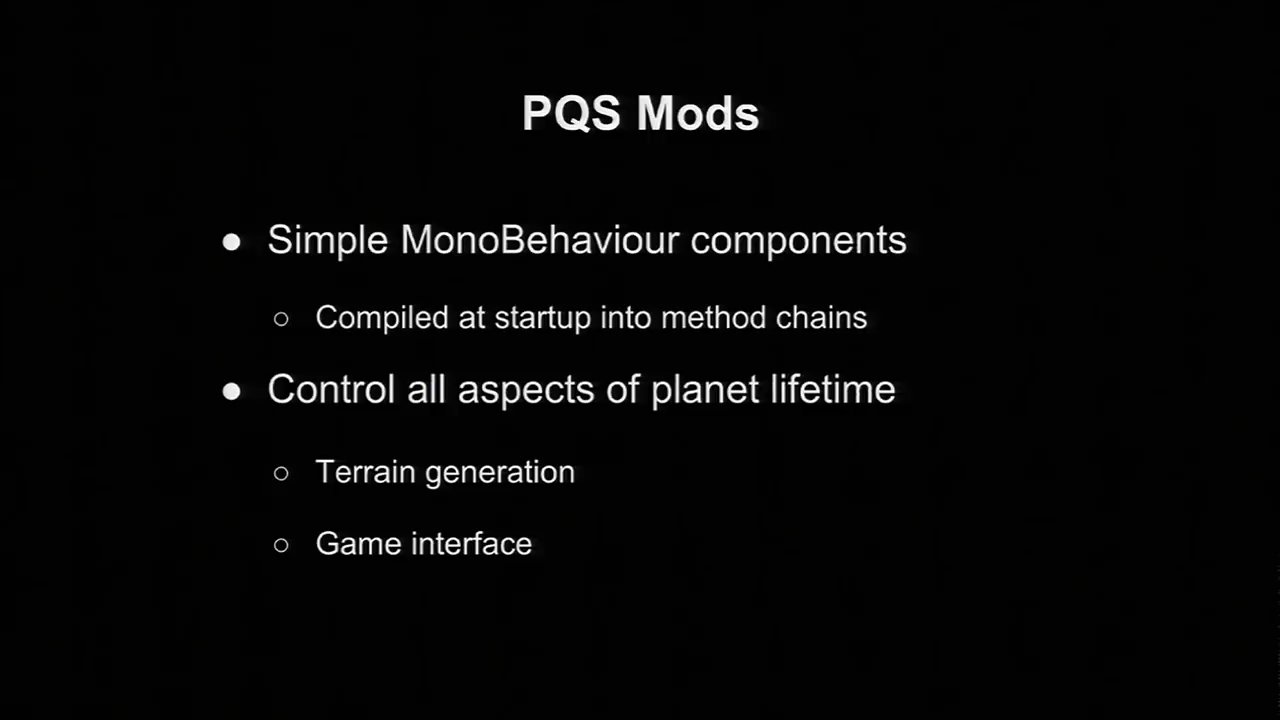 PQS Mods
● Simple MonoBehaviour components
○ Compiled at startup into method chains
● Control all aspects of planet lifetime
○ Terrain generation
○ Game interface